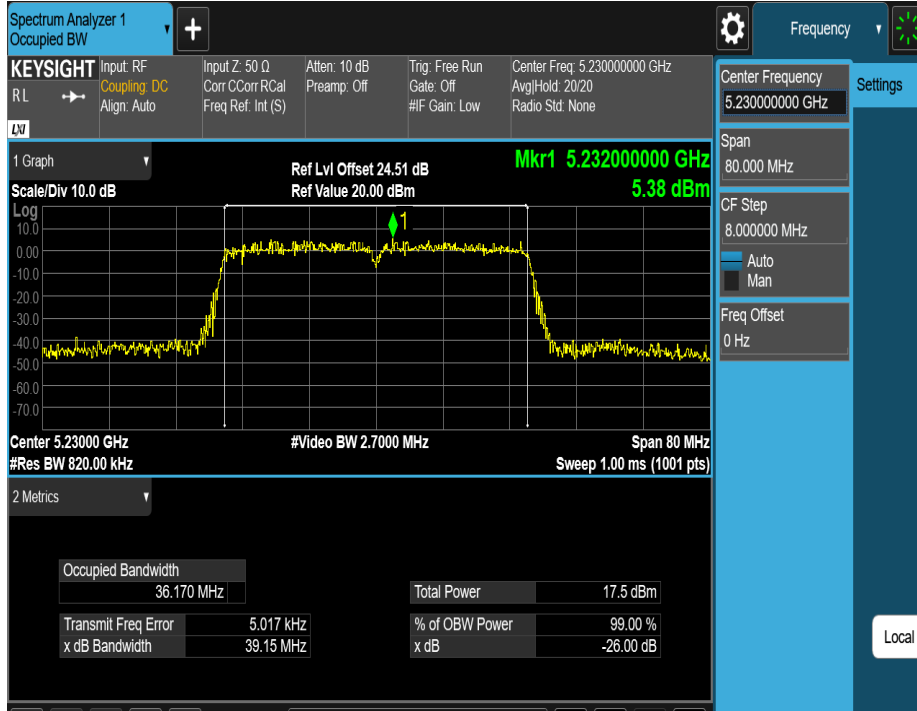 Spectrum Analyzer 1
Occupied BW
+
Frequency
KEYSIGHT
R L
LXI
Input: RF
Coupling: DC
Align: Auto
Input Z: 50 Ω
Corr CCorr RCal
Freq Ref: Int (S)
Atten: 10 dB
Preamp: Off
Trig: Free Run
Gate: Off
#IF Gain: Low
Center Freq: 5.230000000 GHz
Avg|Hold: 20/20
Radio Std: None
Center Frequency
5.230000000 GHz
Settings
Span
80.000 MHz
CF Step
8.000000 MHz
Auto
Man
Freq Offset
0 Hz
Local
1 Graph
Scale/Div 10.0 dB
Ref Lvl Offset 24.51 dB
Ref Value 20.00 dBm
Mkr1 5.232000000 GHz
5.38 dBm
Log
10.0
0.00
-10.0
-20.0
-30.0
-40.0
-50.0
-60.0
-70.0
1
Center 5.23000 GHz
#Res BW 820.00 kHz
#Video BW 2.7000 MHz
Span 80 MHz
Sweep 1.00 ms (1001 pts)
2 Metrics
Occupied Bandwidth
36.170 MHz
Total Power 17.5 dBm
Transmit Freq Error 5.017 kHz
% of OBW Power 99.00 %
x dB Bandwidth 39.15 MHz
x dB -26.00 dB